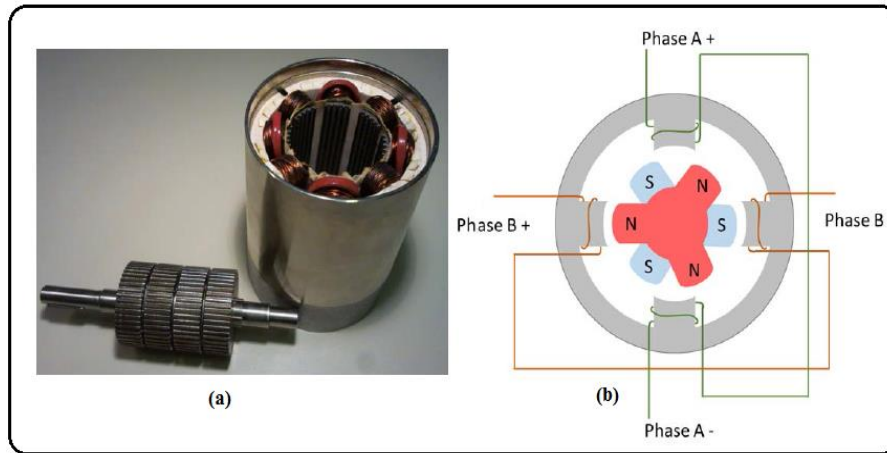 Phase A +
S
N
Phase B +
N
S
Phase B
S
N
(a)
(b)
Phase A -